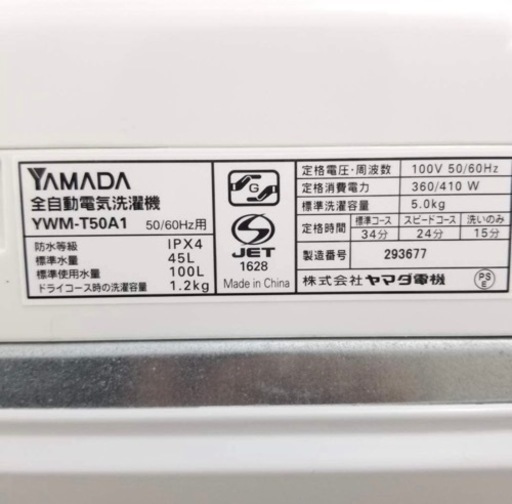 YAMADA
全自動電気洗濯機
YWM-T50A1 50/60Hz用
防水等級 IPX4
標準水量 45L
標準使用水量 100L
ドライコース時の洗濯容量 1.2kg
G
JET
1628
Made in China
定格電圧・周波数 100V 50/60Hz
定格消費電力 360/410 W
標準洗濯容量 5.0kg
定格時間 標準コース スピードコース 洗いのみ
34分 24分 15分
製造番号 293677
株式会社 ヤマダ電機
PS
E